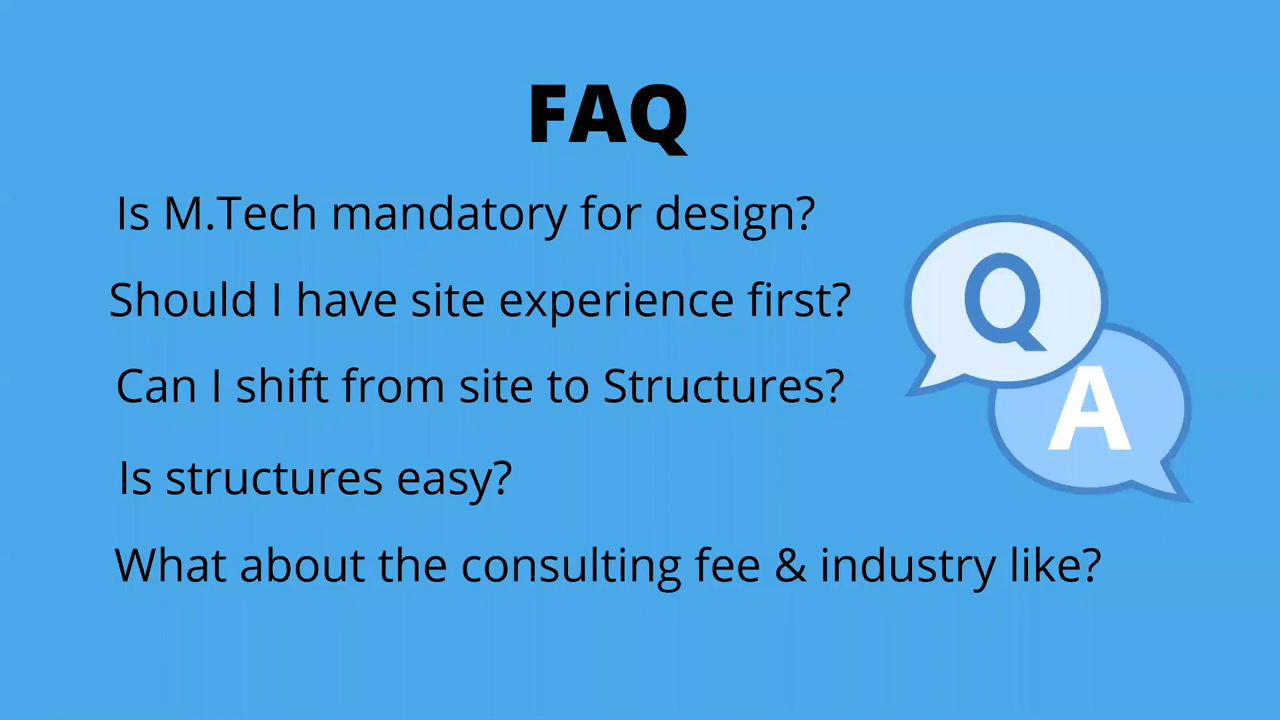 FAQ
Is M.Tech mandatory for design?
Should I have site experience first?
Can I shift from site to Structures?
Is structures easy?
What about the consulting fee & industry like?
Q
A